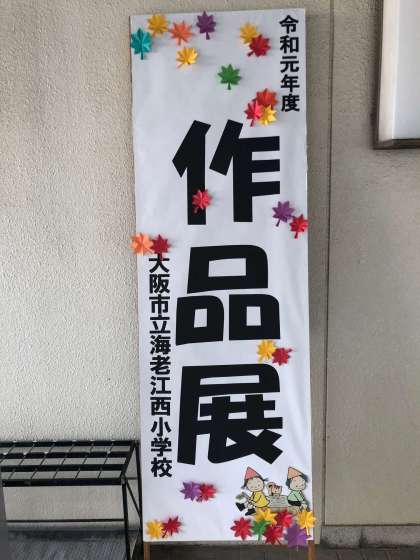 令和元年度
作品展
大阪市立海老江西小学校